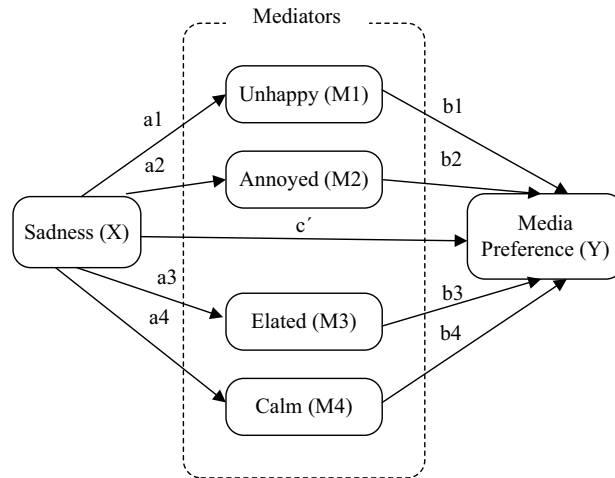 Mediators
Unhappy (M1)
a1
b1
a2
Annoyed (M2)
b2
Sadness (X)
c´
Media
Preference (Y)
a3
Elated (M3)
b3
a4
b4
Calm (M4)